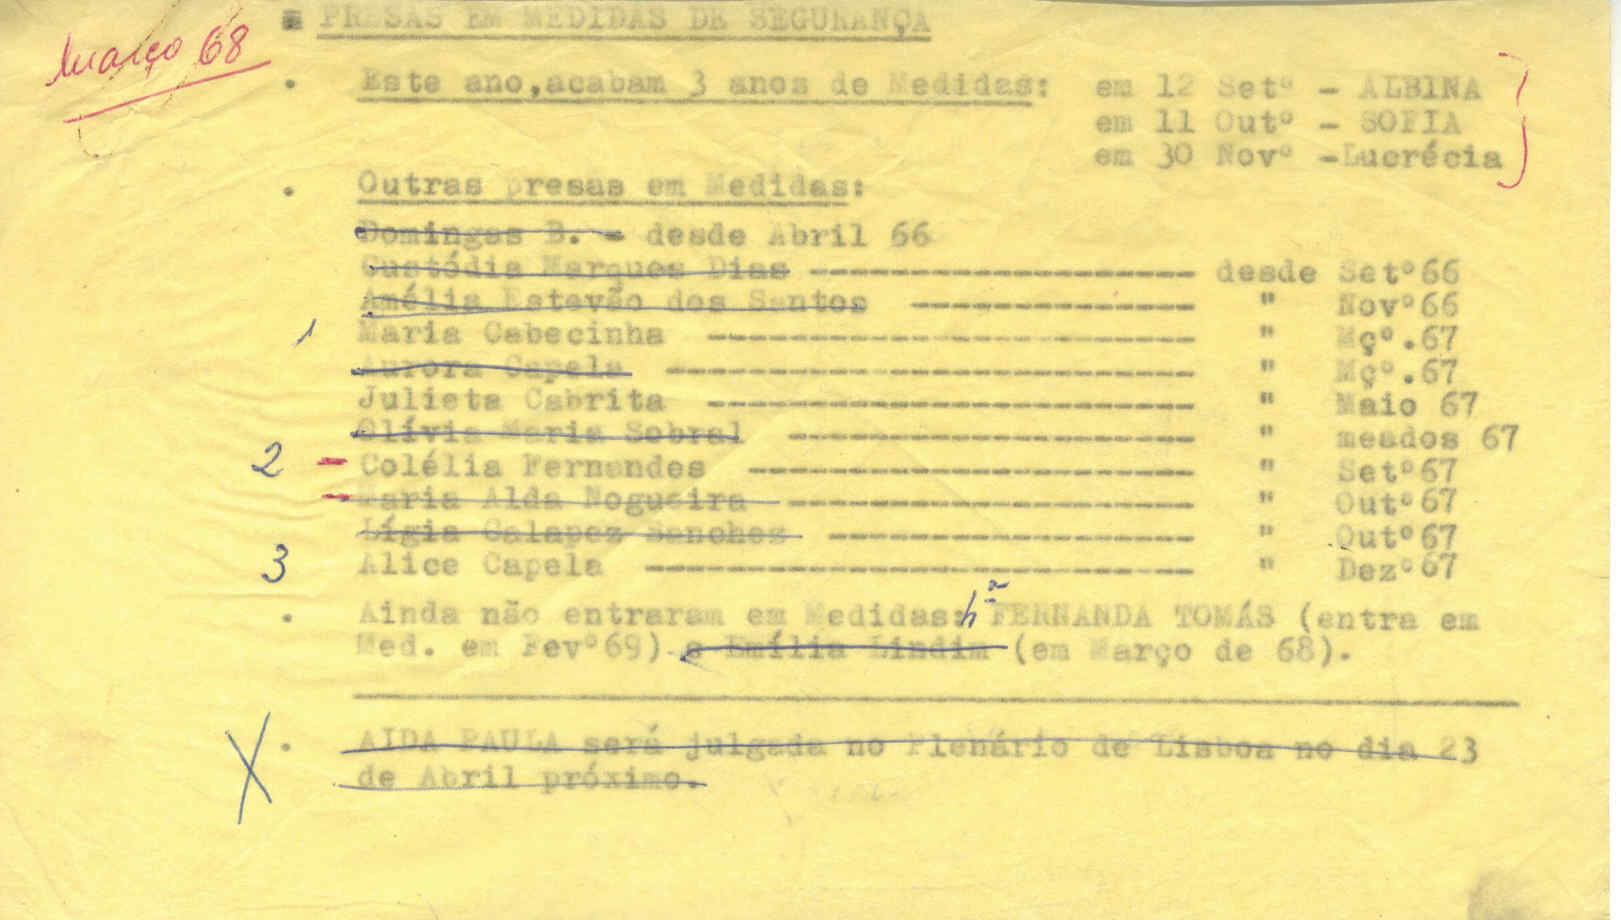 março 68
PRESAS EM MEDIDAS DE SEGURANÇA
. Este ano,acabam 3 anos de Medidas: em 12 Setº - ALBINA
em 11 Outº - SOFIA
em 30 Novº -Lucrécia
. Outras presas em Medidas:
Domingas B. - desde Abril 66
Custódia Marques Dias ------------------- desde Setº66
Amélia Estevão dos Santos -------------- " Novº66
1 Maria Cabecinha ------------------------ " Mçº.67
Aurora Capela -------------------------- " Mçº.67
Julieta Cabrita ------------------------ " Maio 67
Olívia Maria Sobral -------------------- " meados 67
2 - Colélia Fernandes ---------------------- " Setº67
- Maria Alda Nogueira -------------------- " Outº67
Lígia Calapez Sanches ------------------ " Outº67
3 Alice Capela --------------------------- " Dezº67
. Ainda não entraram em Medidas: FERNANDA TOMÁS (entra em
Med. em Fevº69) e Emília Lindim (em Março de 68).
X . AIDA PAULA será julgada no Plenário de Lisboa no dia 23
de Abril próximo.